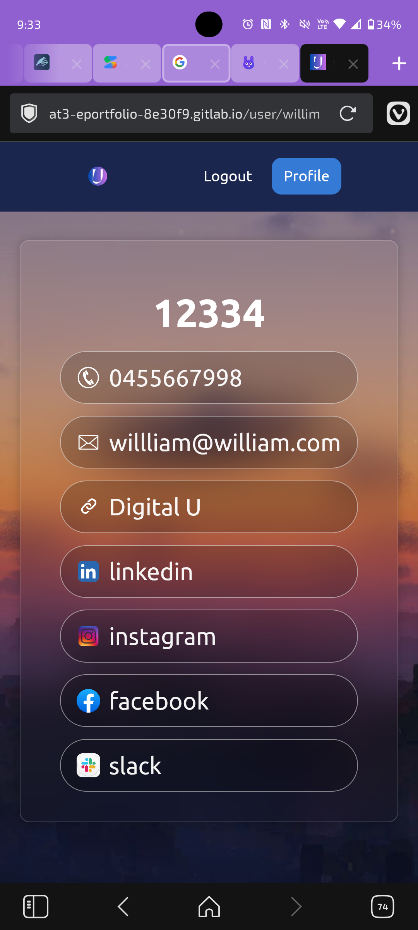 9:33
34%
at3-eportfolio-8e30f9.gitlab.io/user/willim
Logout
Profile
12334
0455667998
willliam@william.com
Digital U
linkedin
instagram
facebook
slack
74